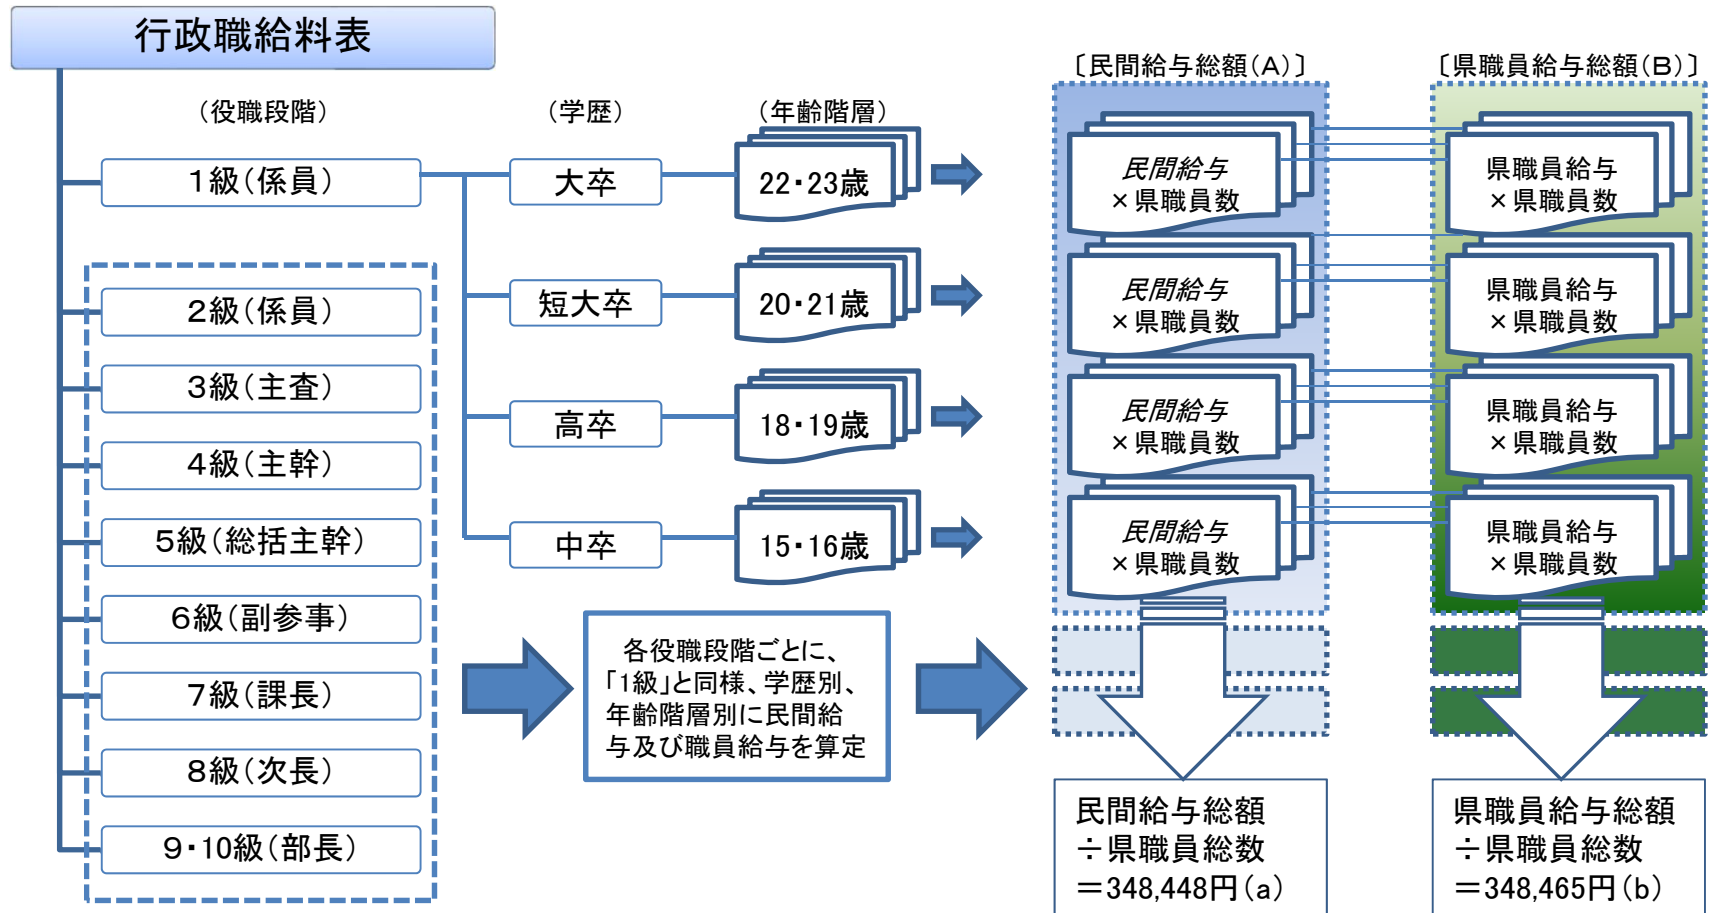 行政職給料表
（役職段階）
（学歴）
（年齢階層）
〔民間給与総額（A）〕
〔県職員給与総額（B）〕
1級（係員）
2級（係員）
3級（主査）
4級（主幹）
5級（総括主幹）
6級（副参事）
7級（課長）
8級（次長）
9・10級（部長）
大卒
22・23歳
短大卒
20・21歳
高卒
18・19歳
中卒
15・16歳
各役職段階ごとに、
「1級」と同様、学歴別、
年齢階層別に民間給
与及び職員給与を算定
民間給与
×県職員数
民間給与
×県職員数
民間給与
×県職員数
民間給与
×県職員数
県職員給与
×県職員数
県職員給与
×県職員数
県職員給与
×県職員数
県職員給与
×県職員数
民間給与総額
÷県職員総数
＝348,448円（a）
県職員給与総額
÷県職員総数
＝348,465円（b）